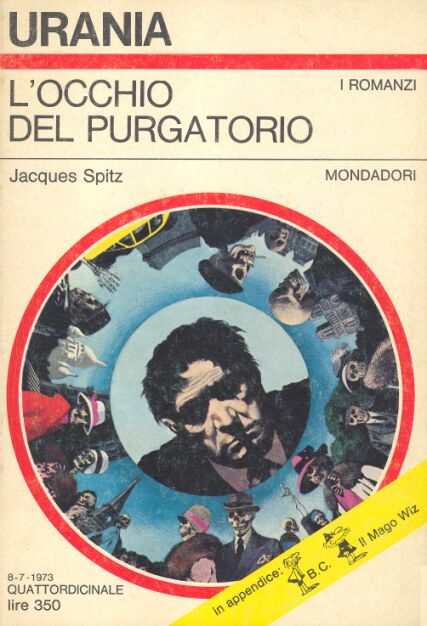 URANIA
L'OCCHIO
DEL PURGATORIO
I ROMANZI
Jacques Spitz
MONDADORI
8-7-1973
QUATTORDICINALE
lire 350
in appendice: B.C. Il Mago Wiz